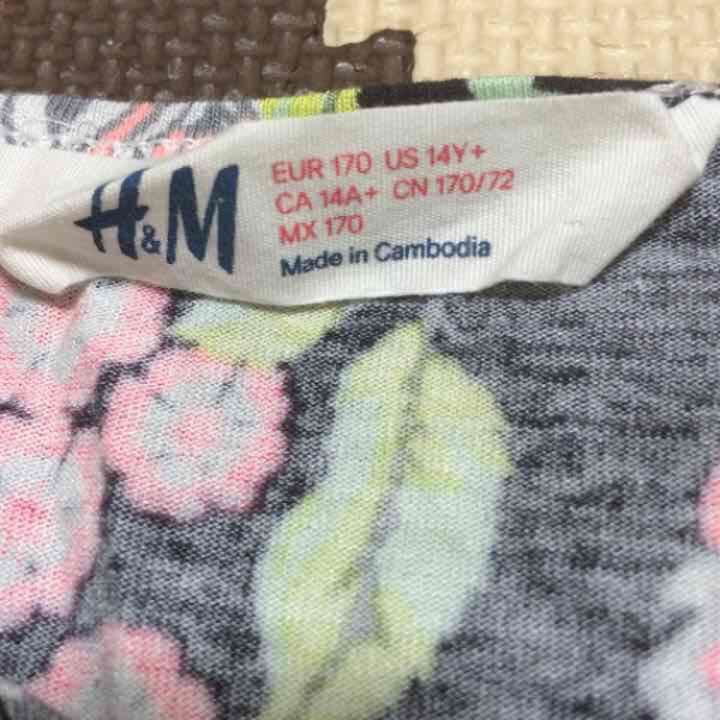 H&M
EUR 170 US 14Y+
CA 14A+ CN 170/72
MX 170
Made in Cambodia